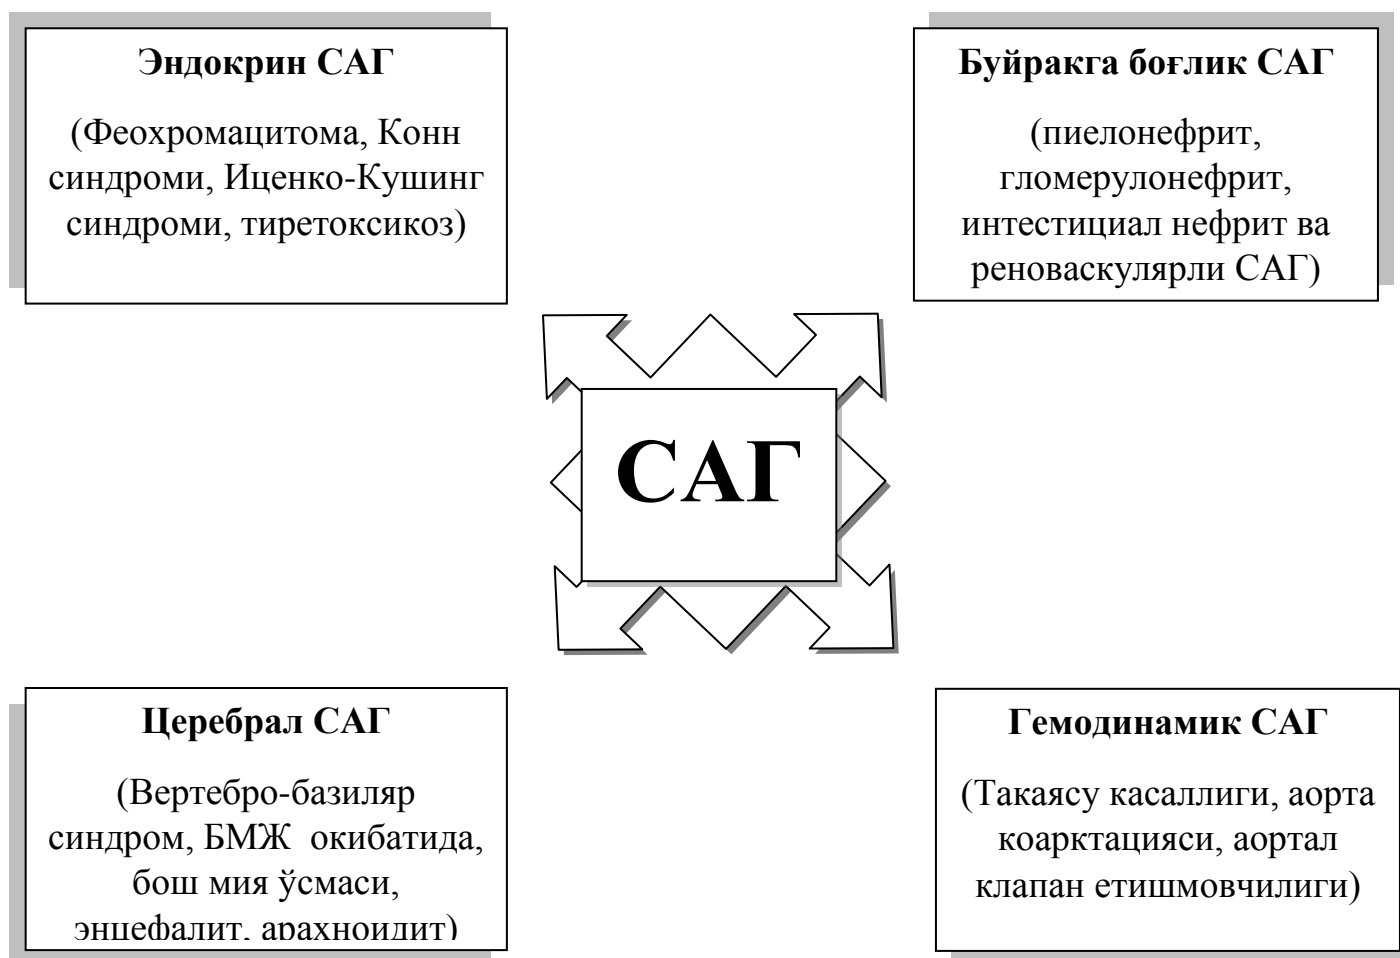 Эндокрин САГ
(Феохромацитома, Конн
синдроми, Иценко-Кушинг
синдроми, тиретоксикоз)
Буйракга боғлик САГ
(пиелонефрит,
гломерулонефрит,
интестициал нефрит ва
реноваскулярли САГ)
САГ
Церебрал САГ
(Вертебро-базиляр
синдром, БМЖ окибатида,
бош мия ўсмаси,
энцефалит, арахноидит)
Гемодинамик САГ
(Такаясу касаллиги, аорта
коарктацияси, аортал
клапан етишмовчилиги)